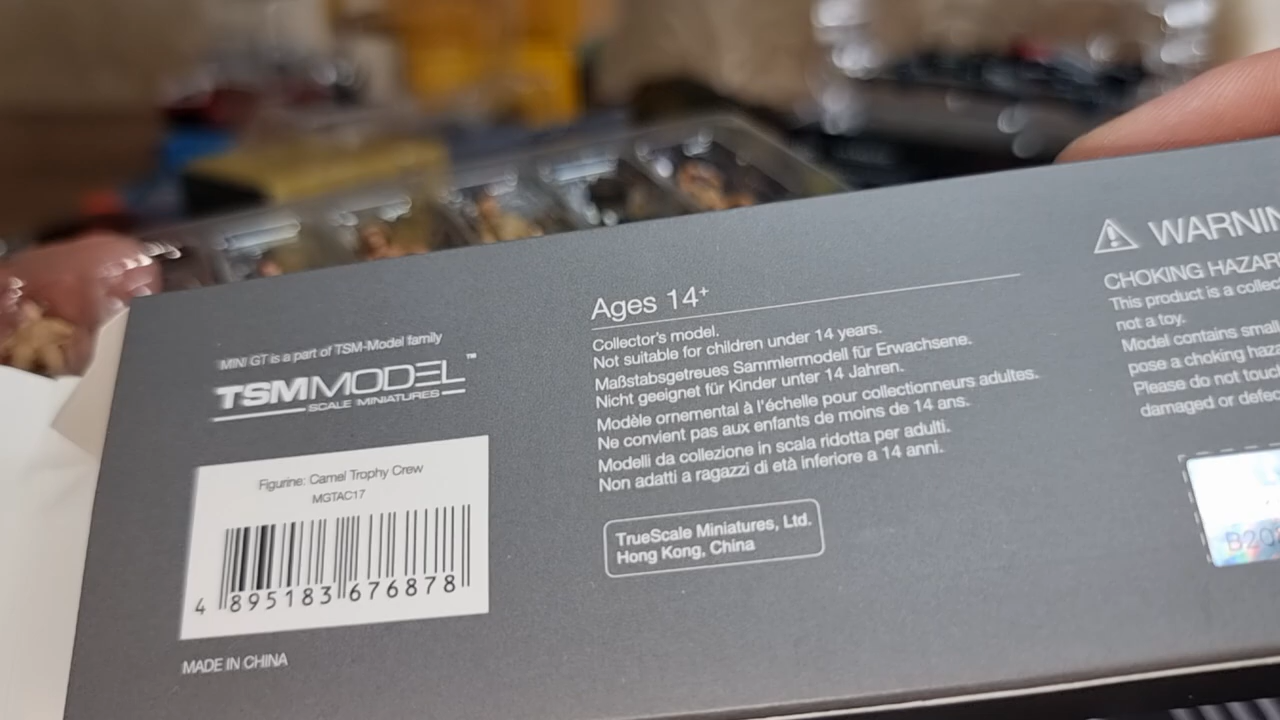 MINI GT is a part of TSM-Model family
TSMMODEL™
SCALE MINIATURES
Figurine: Camel Trophy Crew
MGTAC17
4 895183 676878
MADE IN CHINA
Ages 14+
Collector's model.
Not suitable for children under 14 years.
Maßstabsgetreues Sammlermodell für Erwachsene.
Nicht geeignet für Kinder unter 14 Jahren.
Modèle ornemental à l'échelle pour collectionneurs adultes.
Ne convient pas aux enfants de moins de 14 ans.
Modelli da collezione in scala ridotta per adulti.
Non adatti a ragazzi di età inferiore a 14 anni.
TrueScale Miniatures, Ltd.
Hong Kong, China
WARNIN
CHOKING HAZAR
This product is a collec
not a toy.
Model contains small
pose a choking haza
Please do not touc
damaged or defec